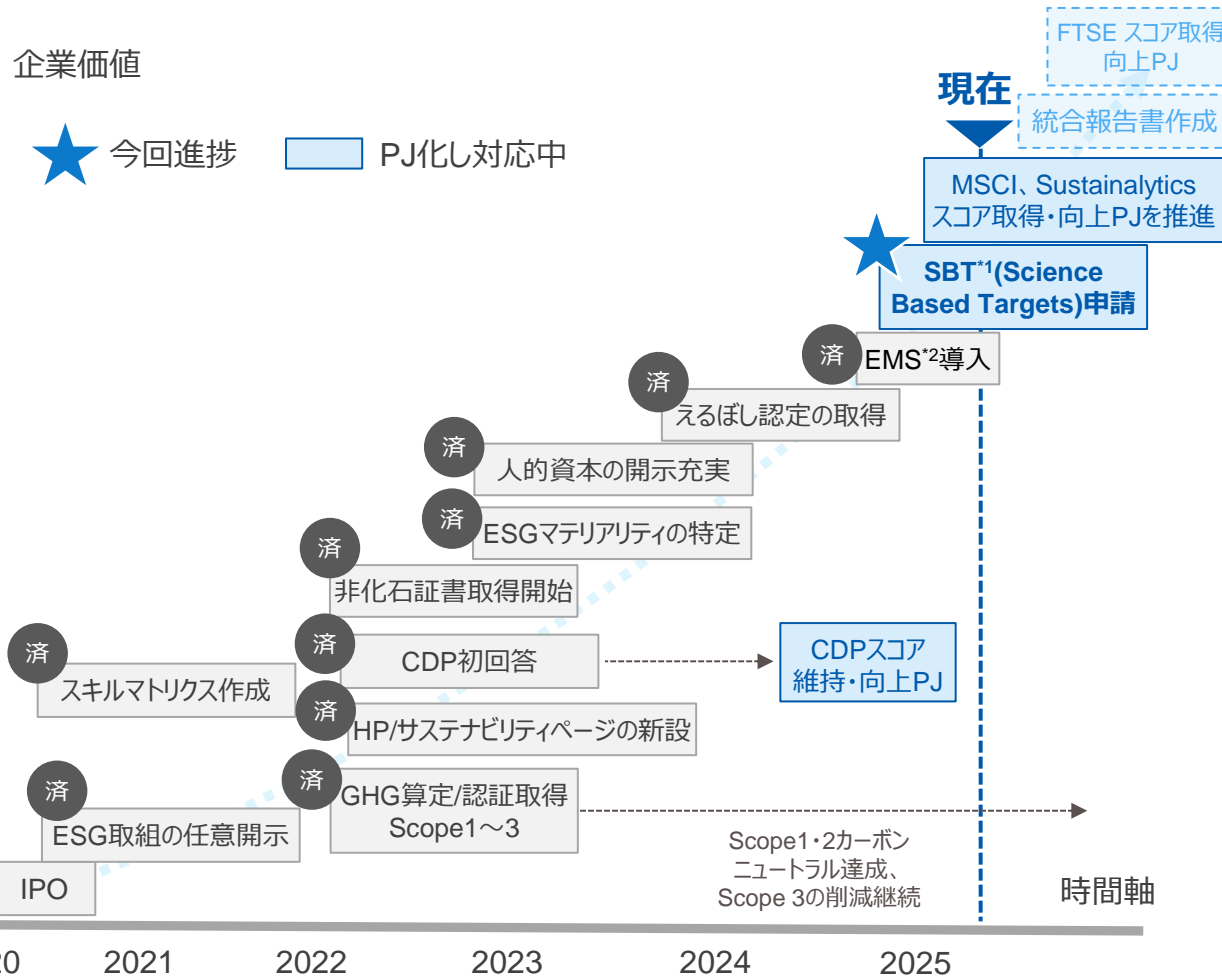 企業価値
今回進捗
PJ化し対応中
FTSE スコア取得
向上PJ
現在
統合報告書作成
MSCI、Sustainalytics
スコア取得・向上PJを推進
SBT*1(Science
Based Targets)申請
済
EMS*2導入
済
えるぼし認定の取得
済
人的資本の開示充実
済
ESGマテリアリティの特定
済
非化石証書取得開始
済
CDP初回答
CDPスコア
維持・向上PJ
済
スキルマトリクス作成
済
HP/サステナビリティページの新設
済
GHG算定/認証取得
Scope1～3
済
ESG取組の任意開示
Scope1・2カーボン
ニュートラル達成、
Scope 3の削減継続
IPO
時間軸
20 2021 2022 2023 2024 2025